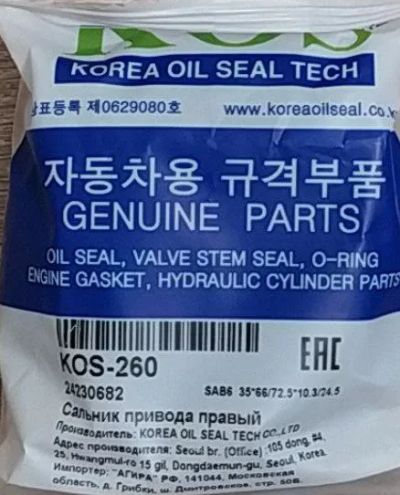 KOS
KOREA OIL SEAL TECH
상표등록 제0629080호 www.koreaoilseal.co.kr
자동차용 규격부품
GENUINE PARTS
OIL SEAL, VALVE STEM SEAL, O-RING
ENGINE GASKET, HYDRAULIC CYLINDER PARTS
KOS-260
EAC
24230682
SAB6 35*66/72.5*10.3/24.5
Сальник привода правый
Производитель: KOREA OIL SEAL TECH CO.,LTD
Адрес производителя: Seoul br. (Office) :105 dong, #4,
25, Hwangmul-ro 15 gil, Dongdaemun-gu, Seoul, Korea.
Импортер: "АГИРА" РФ, 141044, Московская
область, д. Грибки, ш. Дмитровское, стр. 50В.